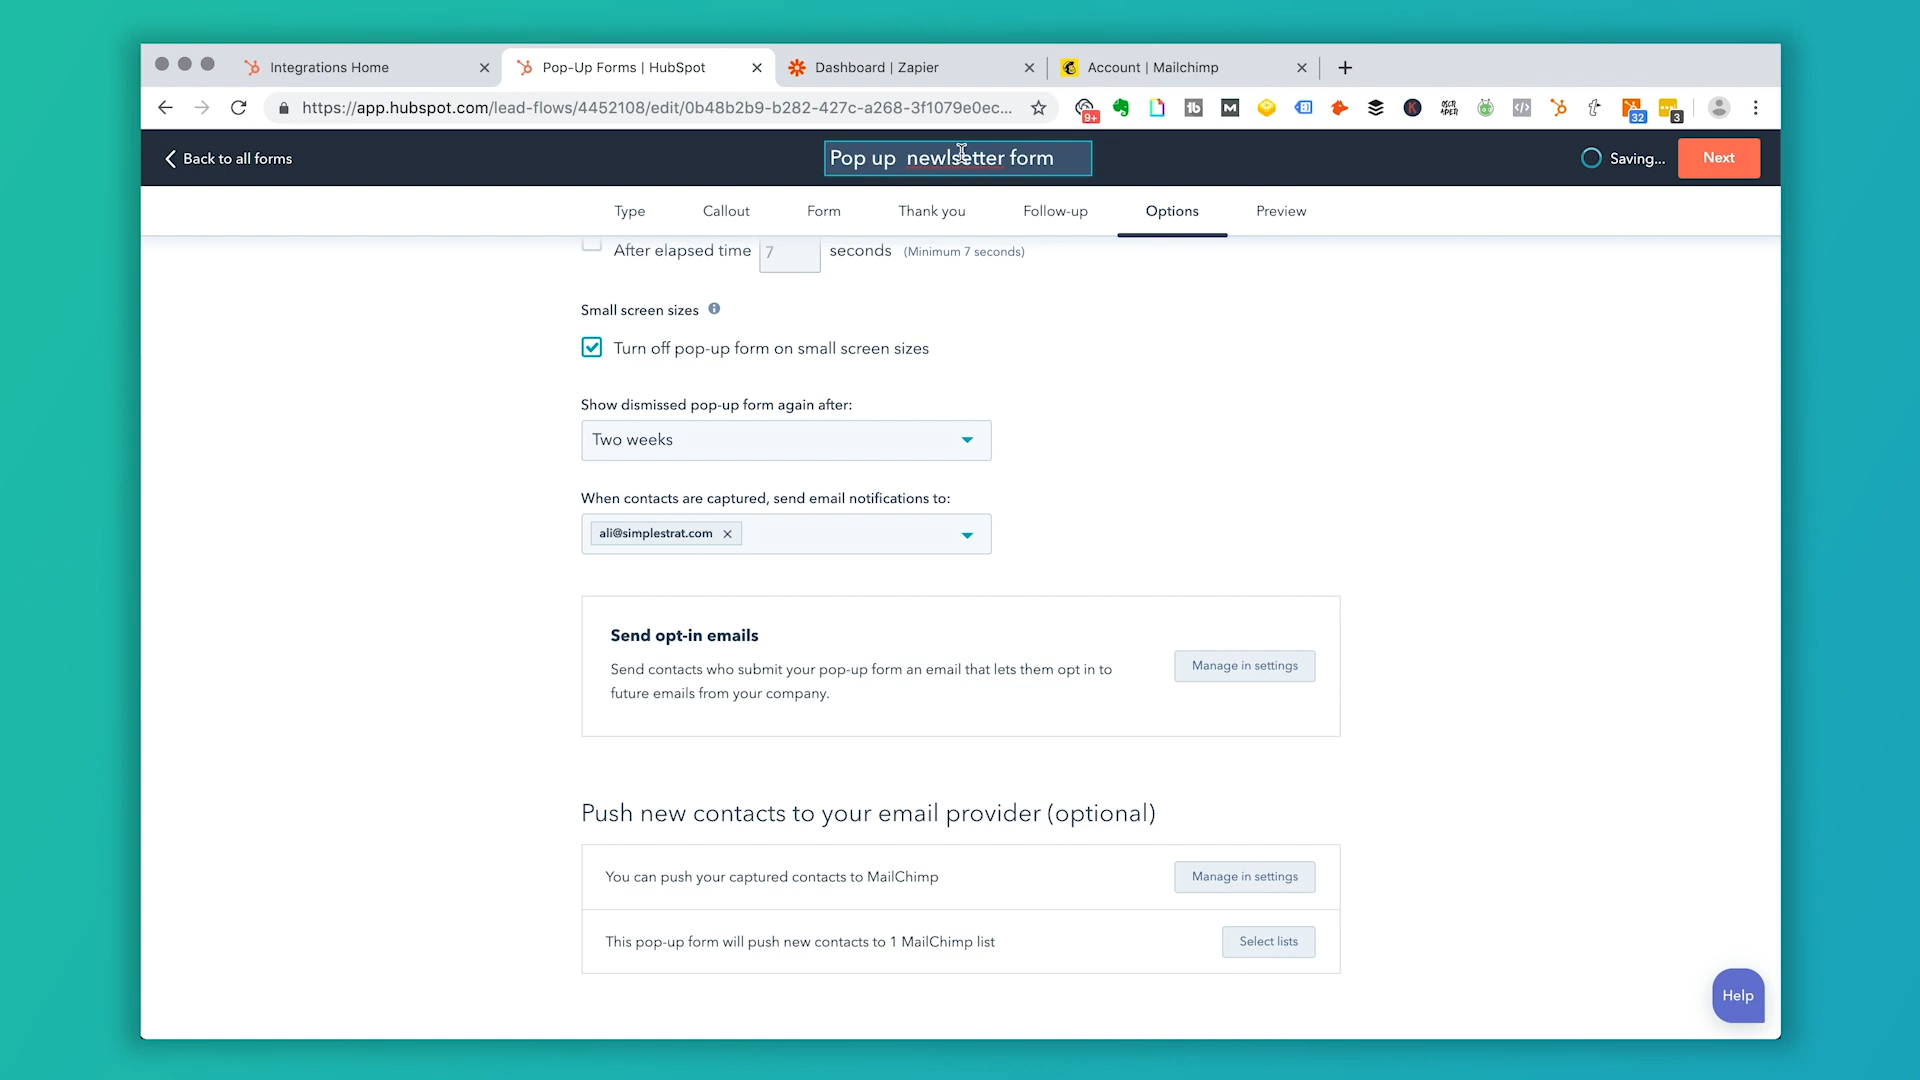 Integrations Home
Pop-Up Forms | HubSpot
Dashboard | Zapier
Account | Mailchimp
https://app.hubspot.com/lead-flows/4452108/edit/0b48b2b9-b282-427c-a268-3f1079e0ec...
9+
32
3
Back to all forms
Pop up  newlsetter form
Saving...
Next
Type
Callout
Form
Thank you
Follow-up
Options
Preview
After elapsed time 7 seconds (Minimum 7 seconds)
Small screen sizes
Turn off pop-up form on small screen sizes
Show dismissed pop-up form again after:
Two weeks
When contacts are captured, send email notifications to:
ali@simplestrat.com
Send opt-in emails
Send contacts who submit your pop-up form an email that lets them opt in to
future emails from your company.
Manage in settings
Push new contacts to your email provider (optional)
You can push your captured contacts to MailChimp
Manage in settings
This pop-up form will push new contacts to 1 MailChimp list
Select lists
Help